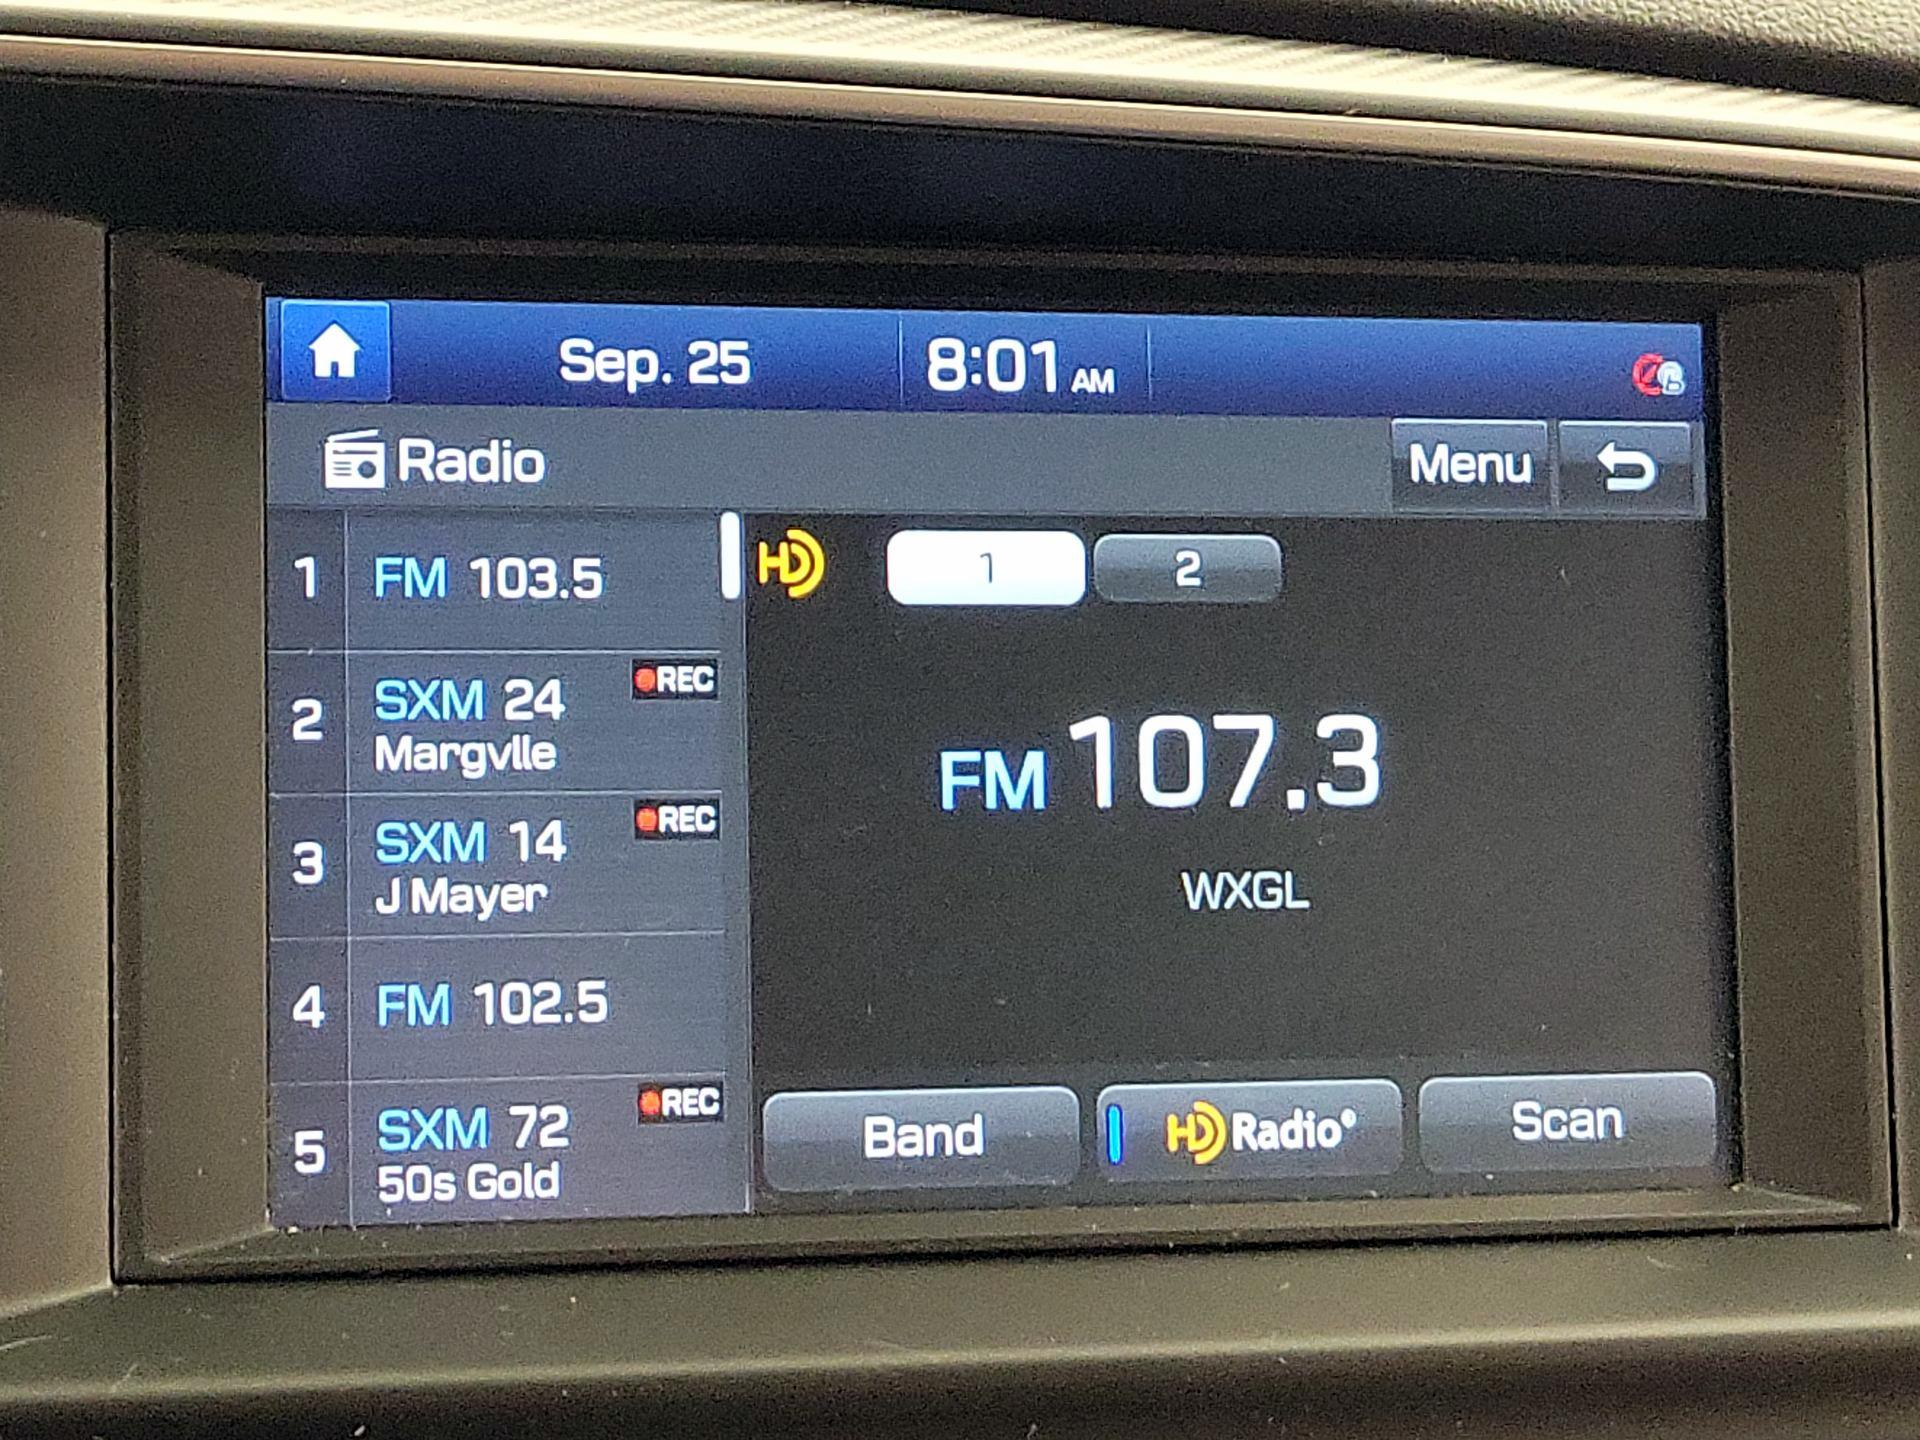 Sep. 25
8:01 AM
Radio
Menu
1 FM 103.5
2 SXM 24 REC
Margvlle
3 SXM 14 REC
J Mayer
4 FM 102.5
5 SXM 72 REC
50s Gold
HD 1 2
FM 107.3
WXGL
Band
HD Radio®
Scan